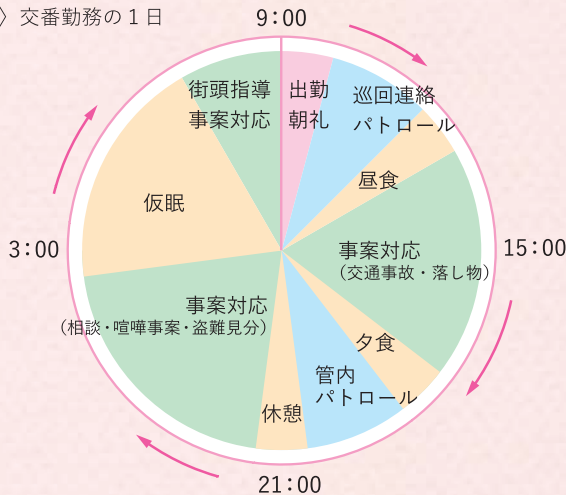 〉交番勤務の1日
9:00
出勤
朝礼
巡回連絡
パトロール
昼食
15:00
事案対応
(交通事故・落し物)
夕食
管内
パトロール
21:00
休憩
事案対応
(相談・喧嘩事案・盗難見分)
3:00
仮眠
街頭指導
事案対応